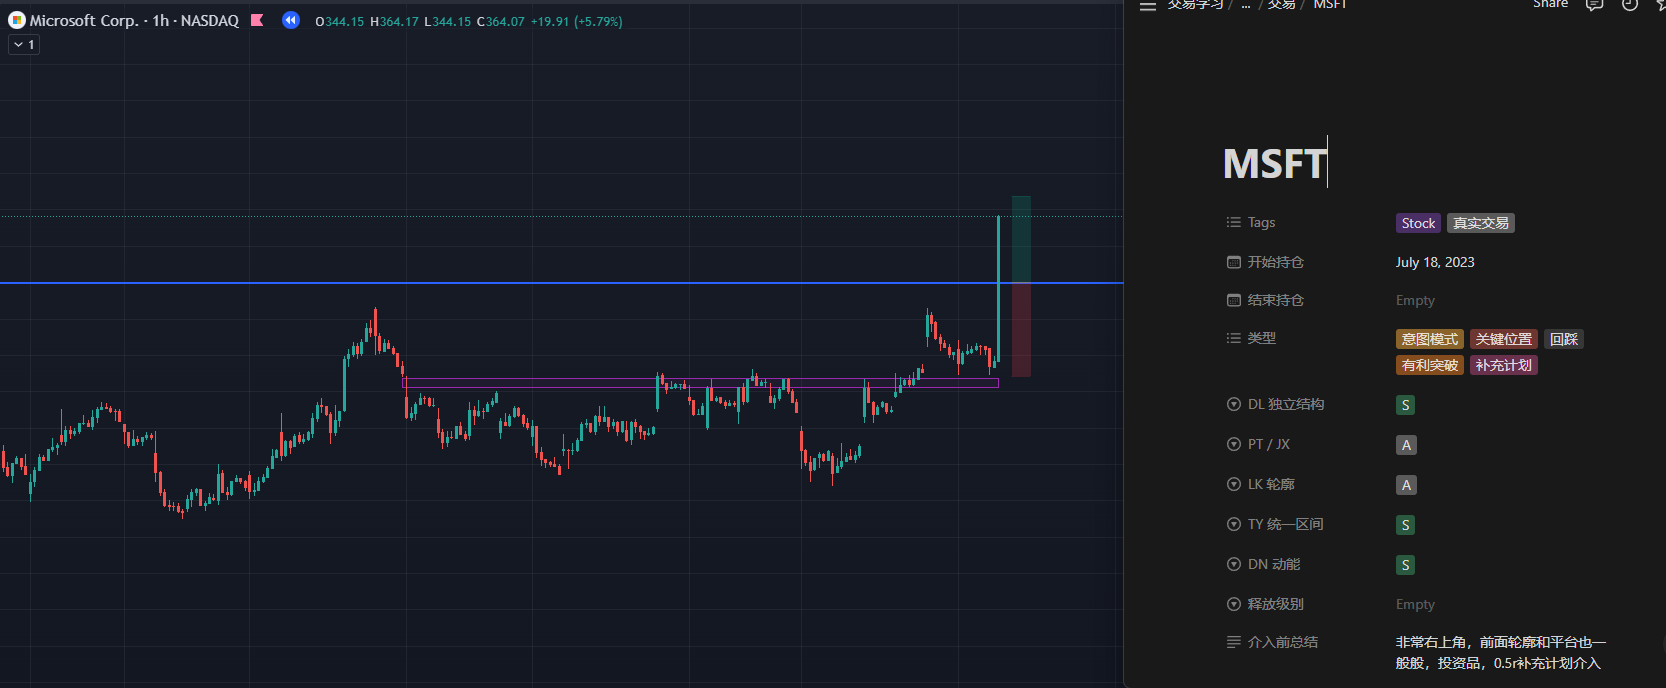 Microsoft Corp. · 1h · NASDAQ O344.15 H364.17 L344.15 C364.07 +19.91 (+5.79%)
1
交易学习 / ... / 交易 / MSFT
Share
MSFT
Tags Stock 真实交易
开始持仓 July 18, 2023
结束持仓 Empty
类型 意图模式 关键位置 回踩
有利突破 补充计划
DL 独立结构 S
PT / JX A
LK 轮廓 A
TY 统一区间 S
DN 动能 S
释放级别 Empty
介入前总结 非常右上角，前面轮廓和平台也一
般般，投资品，0.5r补充计划介入